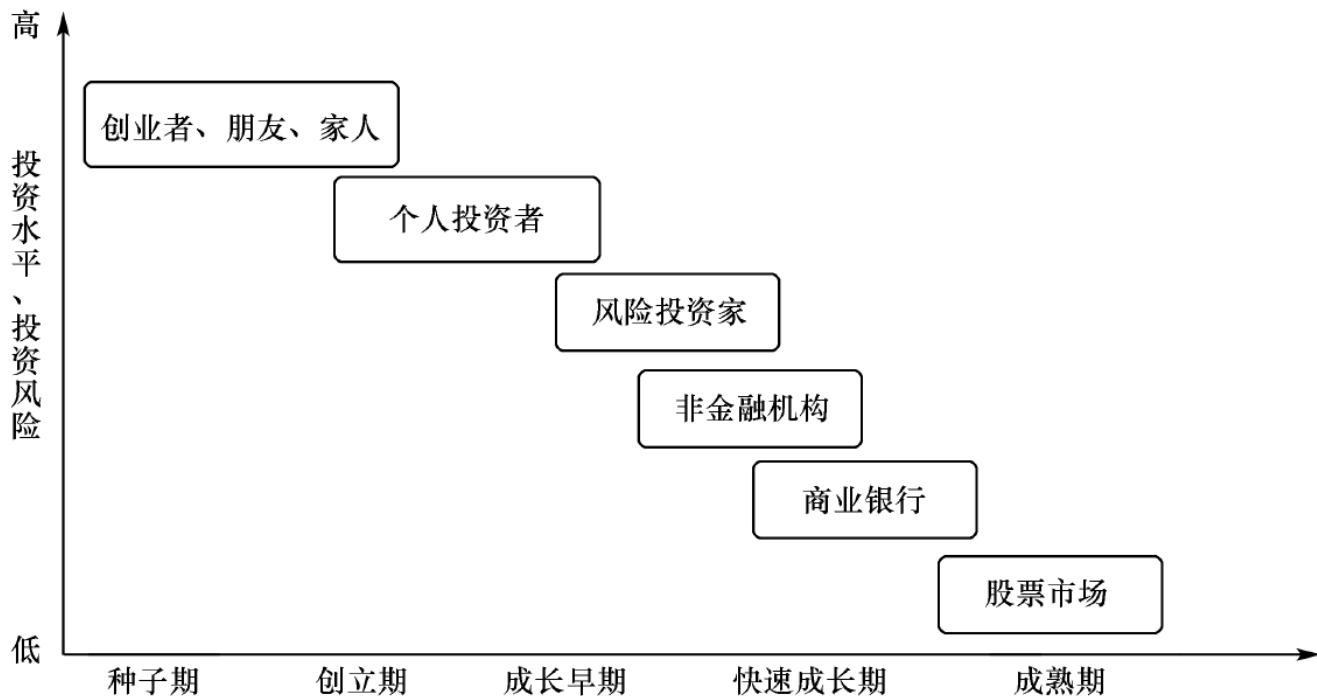 高
创业者、朋友、家人
投资水平、投资风险
个人投资者
风险投资家
非金融机构
商业银行
股票市场
低
种子期
创立期
成长早期
快速成长期
成熟期